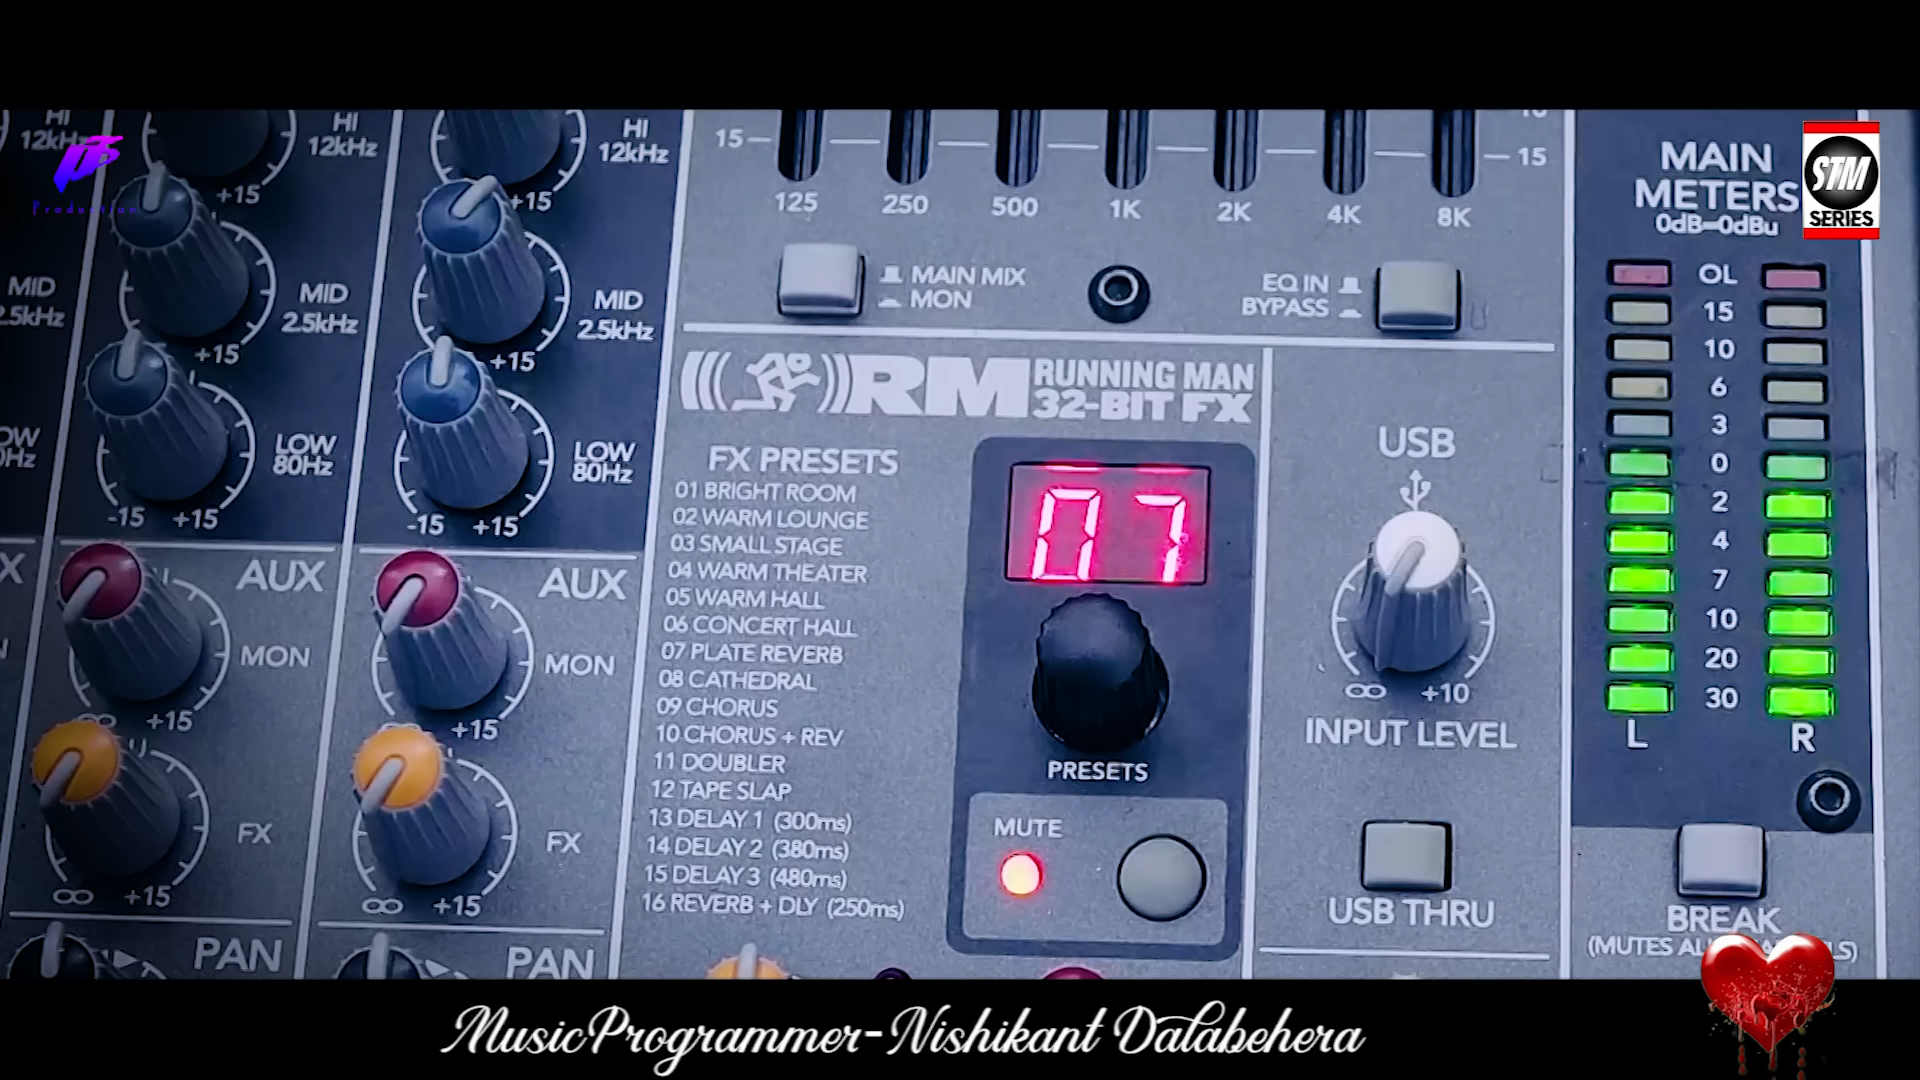 HI
12kHz
HI
12kHz
HI
12kHz
P
Production
+15
+15
MID
2.5kHz
MID
2.5kHz
MID
2.5kHz
+15
+15
LOW
80Hz
LOW
80Hz
-15 +15
-15 +15
AUX
AUX
MON
MON
∞ +15
∞ +15
FX
FX
∞ +15
∞ +15
PAN
PAN
15
15
125 250 500 1K 2K 4K 8K
MAIN MIX
MON
EQ IN
BYPASS
RM RUNNING MAN
32-BIT FX
FX PRESETS
01 BRIGHT ROOM
02 WARM LOUNGE
03 SMALL STAGE
04 WARM THEATER
05 WARM HALL
06 CONCERT HALL
07 PLATE REVERB
08 CATHEDRAL
09 CHORUS
10 CHORUS + REV
11 DOUBLER
12 TAPE SLAP
13 DELAY 1 (300ms)
14 DELAY 2 (380ms)
15 DELAY 3 (480ms)
16 REVERB + DLY (250ms)
07
PRESETS
MUTE
USB
∞ +10
INPUT LEVEL
USB THRU
MAIN
METERS
0dB=0dBu
STM
SERIES
OL
15
10
6
3
0
2
4
7
10
20
30
L R
BREAK
(MUTES
MusicProgrammer-Nishikant Dalabehera